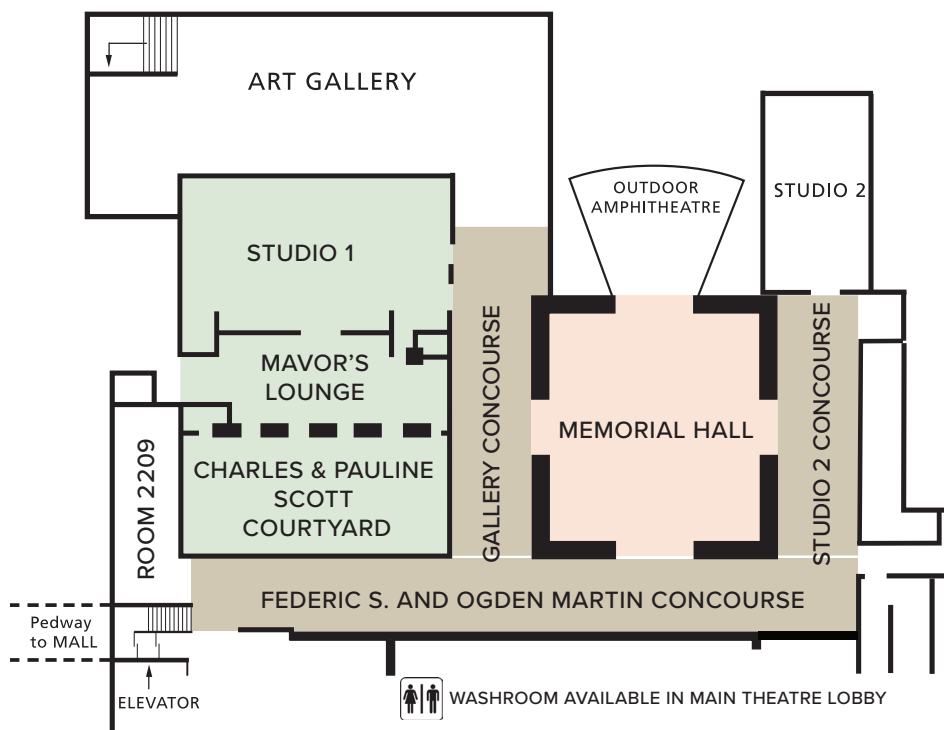 ART GALLERY
OUTDOOR
AMPHITHEATRE
STUDIO 2
STUDIO 1
MAVOR'S
LOUNGE
GALLERY CONCOURSE
MEMORIAL HALL
STUDIO 2 CONCOURSE
ROOM 2209
CHARLES & PAULINE
SCOTT
COURTYARD
FEDERIC S. AND OGDEN MARTIN CONCOURSE
Pedway
to MALL
ELEVATOR
WASHROOM AVAILABLE IN MAIN THEATRE LOBBY